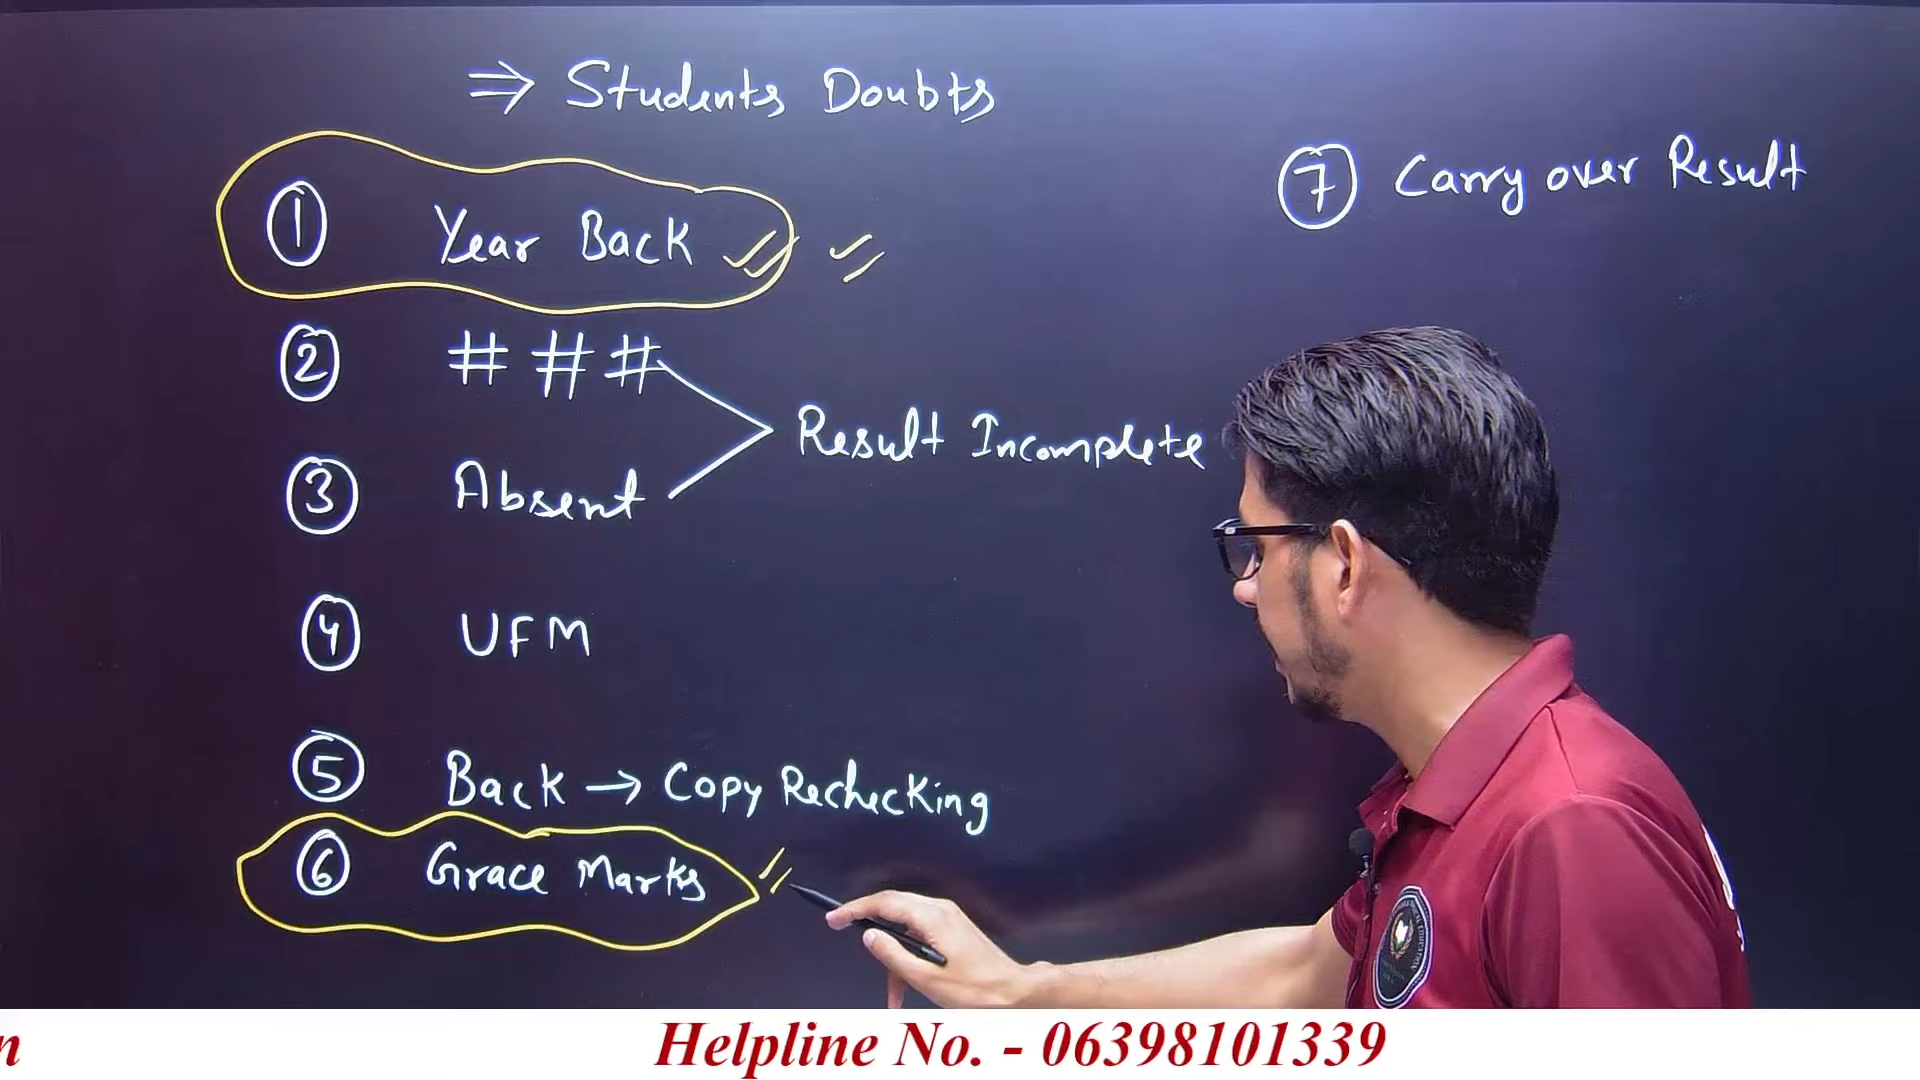 ⇒ Students Doubts
① Year Back
② # # #
③ Absent
Result Incomplete
④ UFM
⑤ Back → Copy Rechecking
⑥ Grace Marks
⑦ Carry over Result
n
Helpline No. - 06398101339